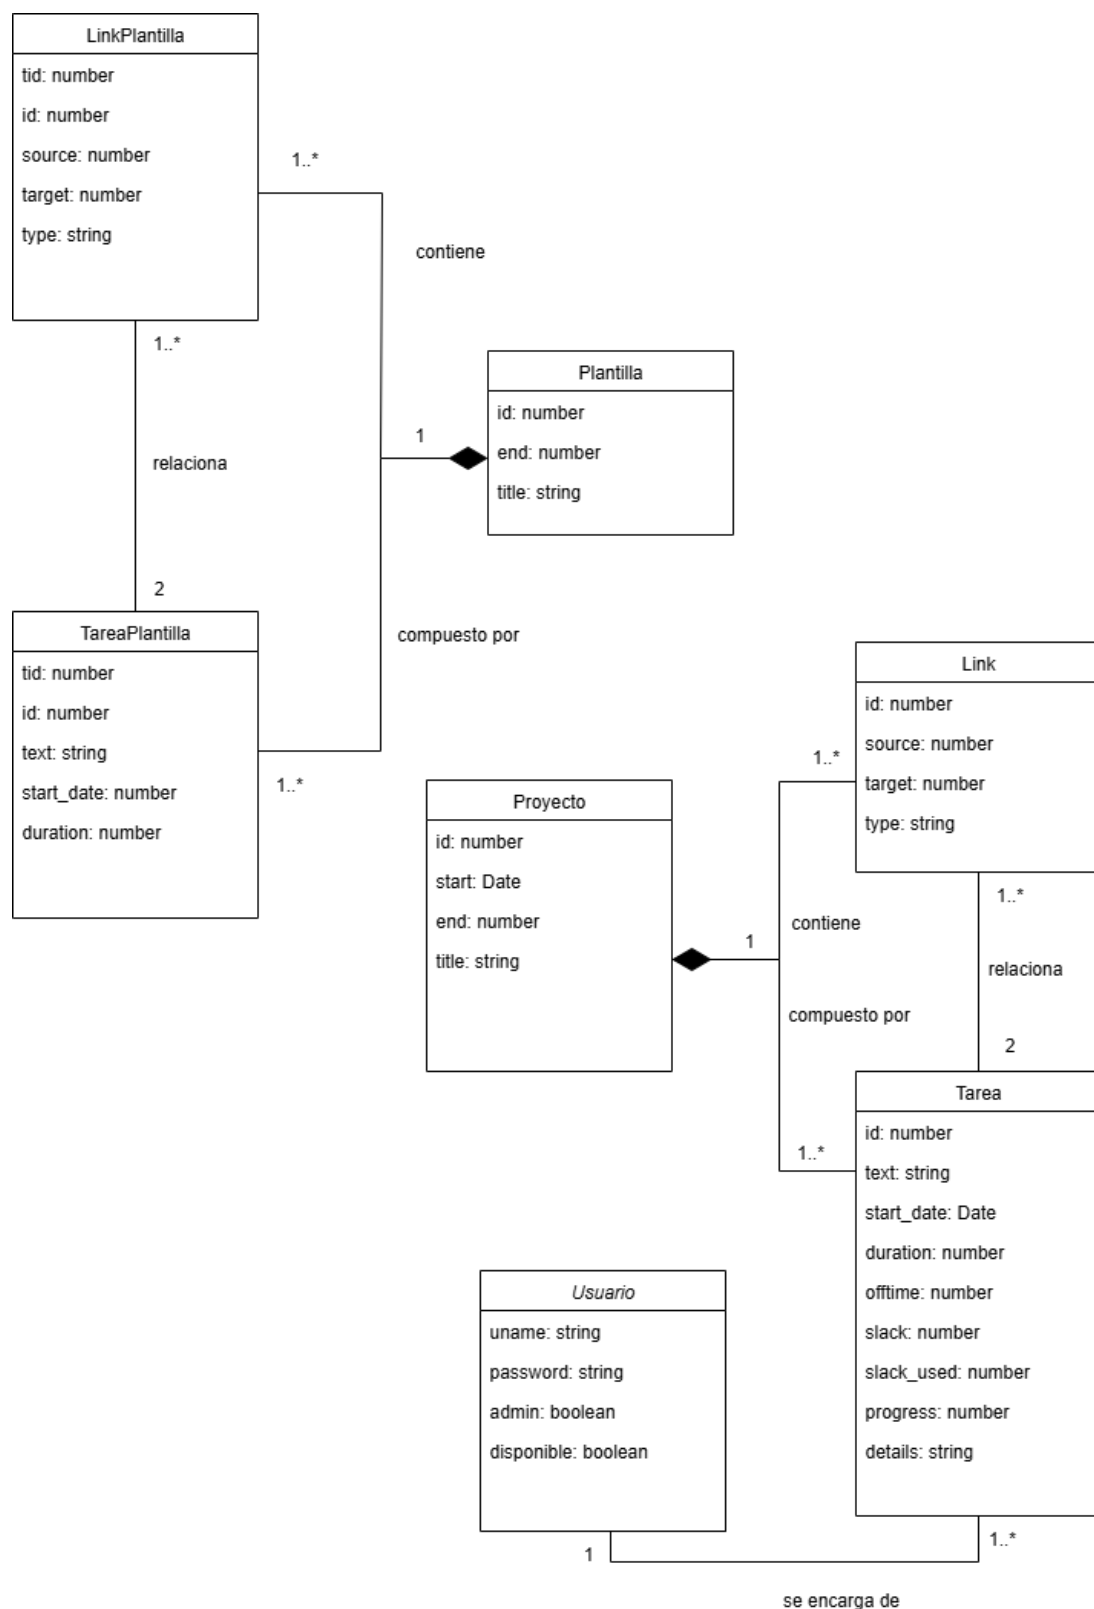 LinkPlantilla
tid: number
id: number
source: number
target: number
type: string
1..*
contiene
1..*
relaciona
2
Plantilla
id: number
end: number
title: string
1
compuesto por
TareaPlantilla
tid: number
id: number
text: string
start_date: number
duration: number
1..*
Link
id: number
source: number
target: number
type: string
1..*
Proyecto
id: number
start: Date
end: number
title: string
1
contiene
compuesto por
1..*
relaciona
2
1..*
Tarea
id: number
text: string
start_date: Date
duration: number
offtime: number
slack: number
slack_used: number
progress: number
details: string
Usuario
uname: string
password: string
admin: boolean
disponible: boolean
1
1..*
se encarga de